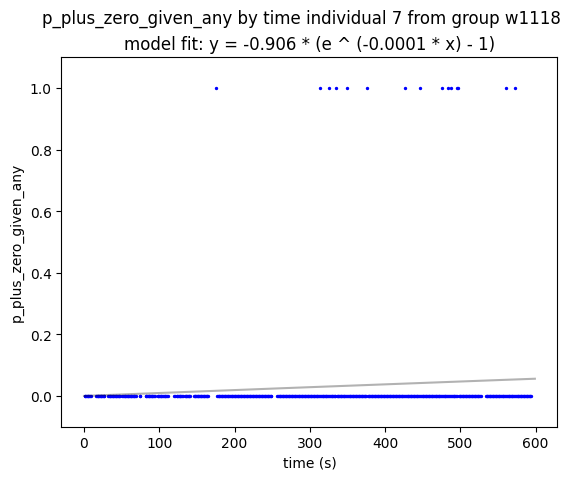 p_plus_zero_given_any by time individual 7 from group w1118
model fit: y = -0.906 * (e ^ (-0.0001 * x) - 1)
1.0
0.8
0.6
0.4
0.2
0.0
p_plus_zero_given_any
0 100 200 300 400 500 600
time (s)